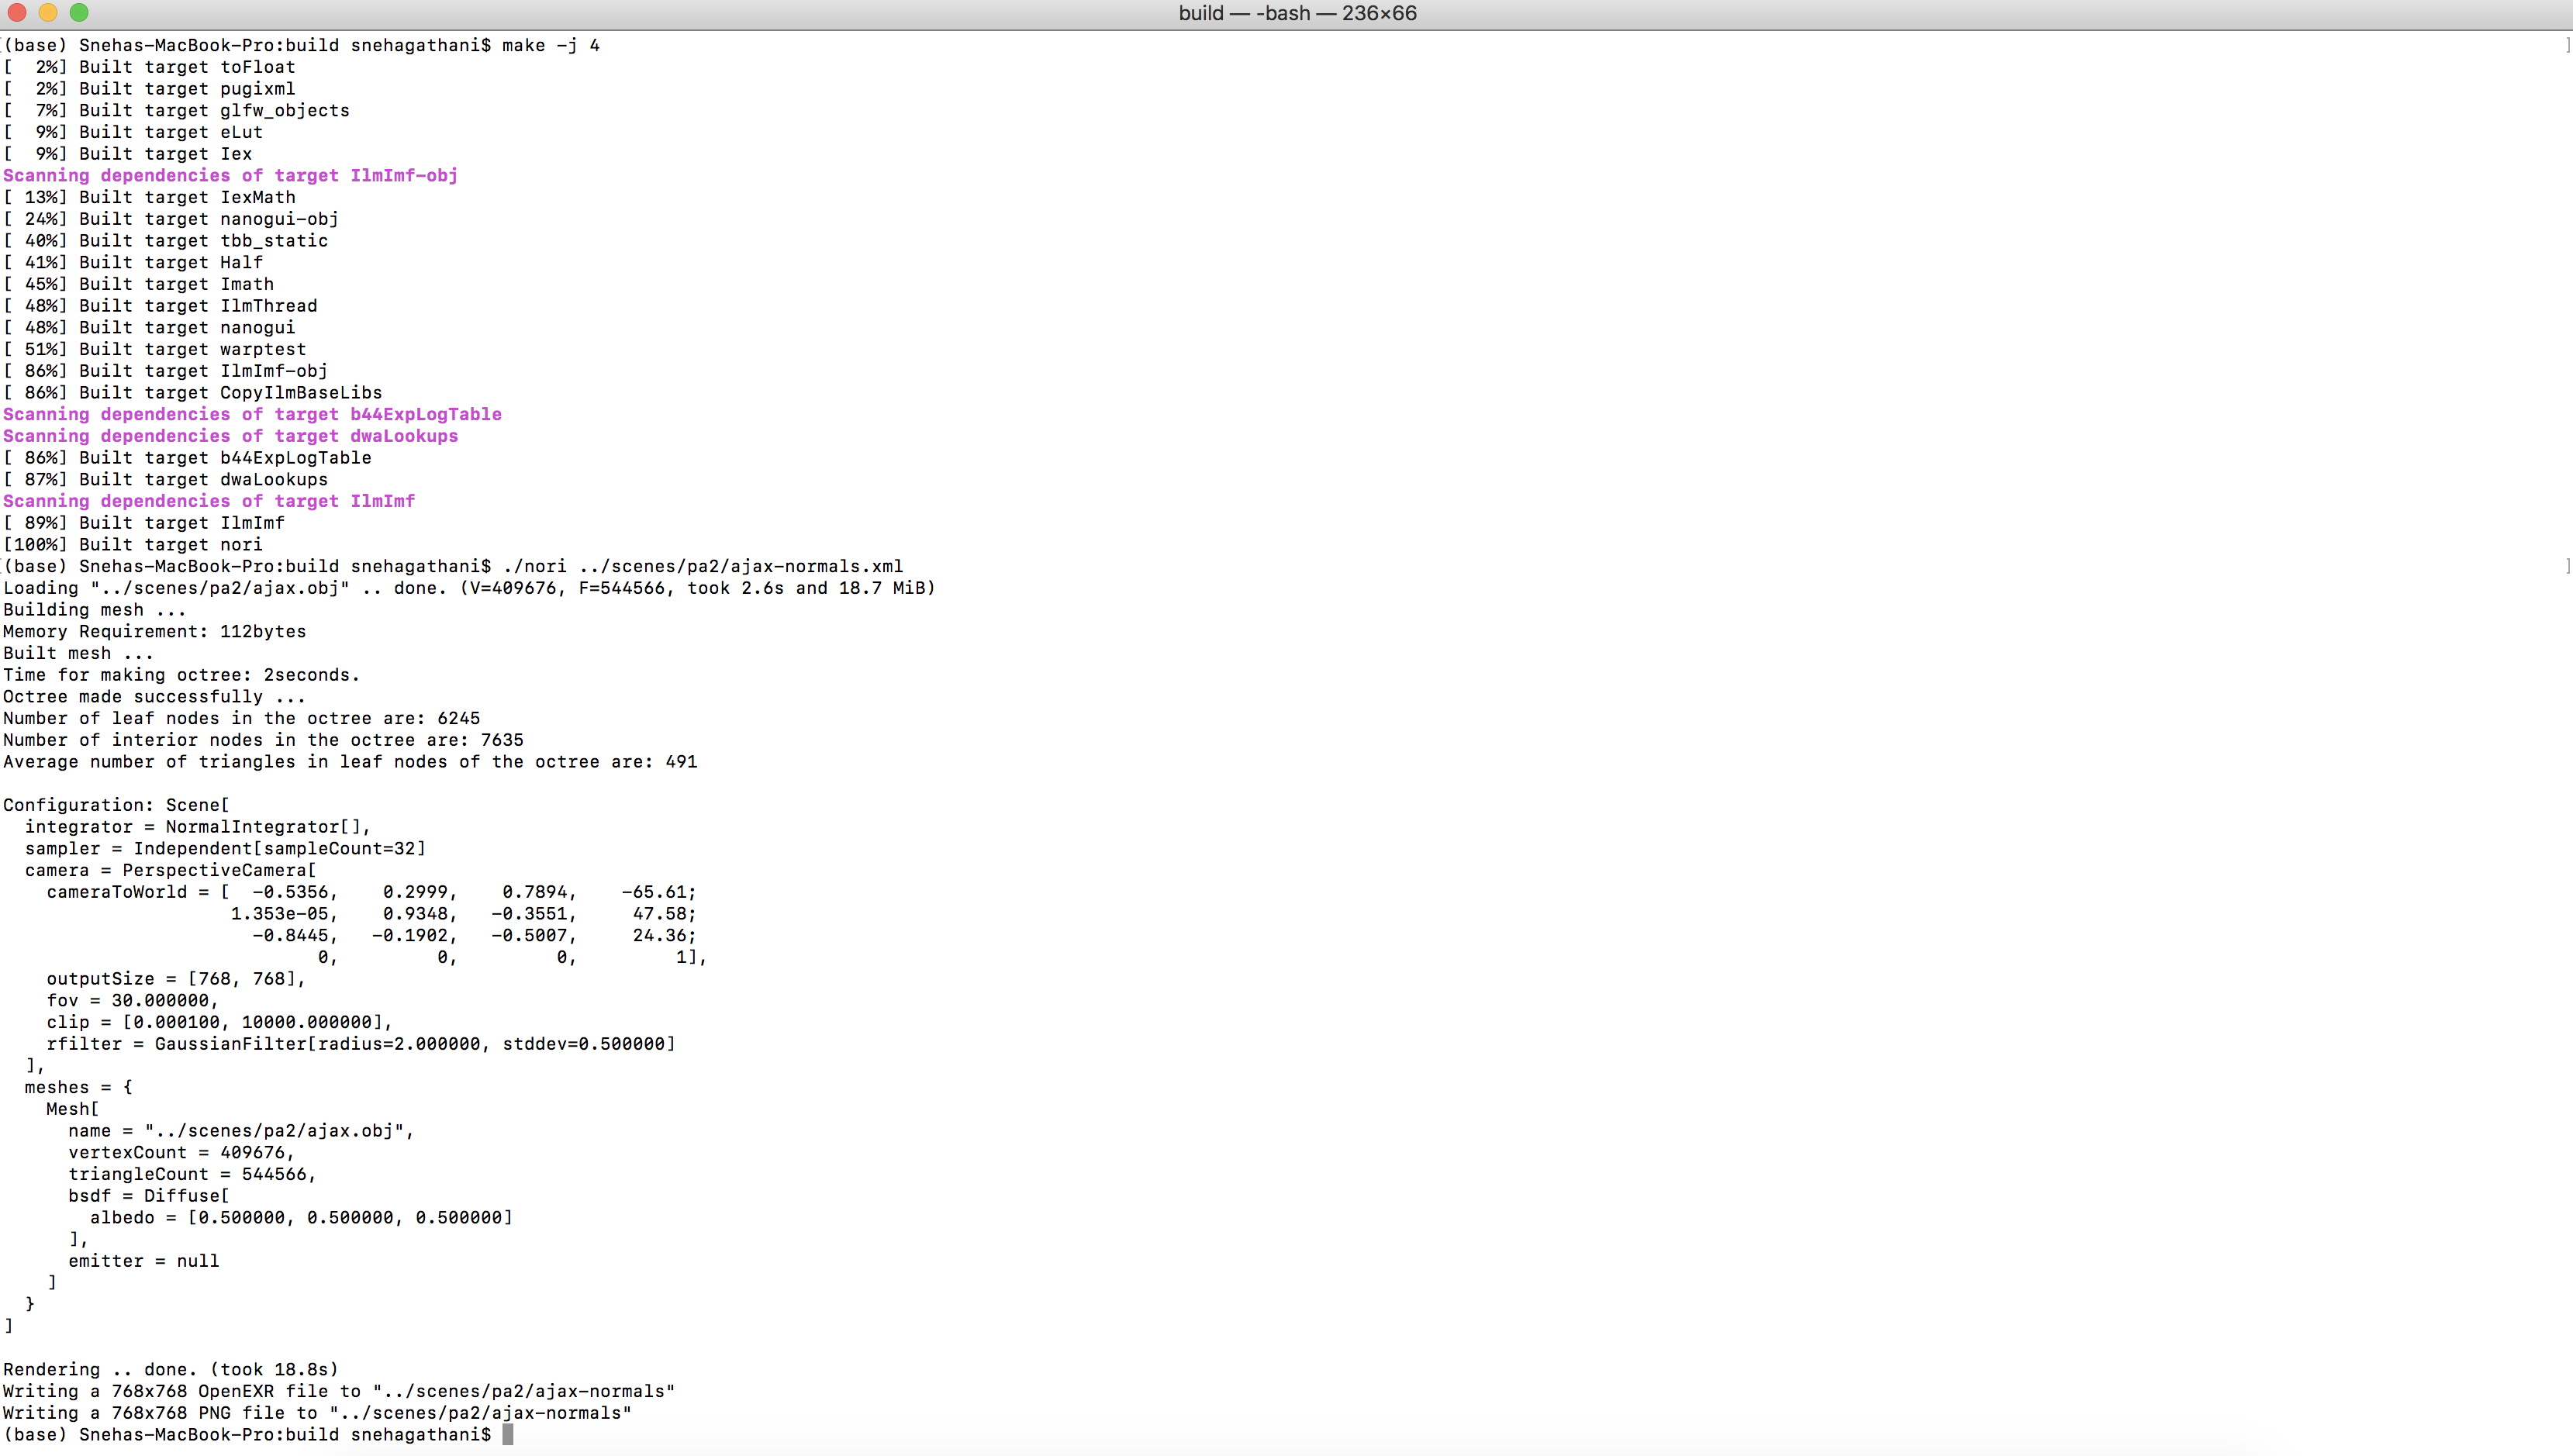 build — -bash — 236×66
(base) Snehas-MacBook-Pro:build snehagathani$ make -j 4
[  2%] Built target toFloat
[  2%] Built target pugixml
[  7%] Built target glfw_objects
[  9%] Built target eLut
[  9%] Built target Iex
Scanning dependencies of target IlmImf-obj
[ 13%] Built target IexMath
[ 24%] Built target nanogui-obj
[ 40%] Built target tbb_static
[ 41%] Built target Half
[ 45%] Built target Imath
[ 48%] Built target IlmThread
[ 48%] Built target nanogui
[ 51%] Built target warptest
[ 86%] Built target IlmImf-obj
[ 86%] Built target CopyIlmBaseLibs
Scanning dependencies of target b44ExpLogTable
Scanning dependencies of target dwaLookups
[ 86%] Built target b44ExpLogTable
[ 87%] Built target dwaLookups
Scanning dependencies of target IlmImf
[ 89%] Built target IlmImf
[100%] Built target nori
(base) Snehas-MacBook-Pro:build snehagathani$ ./nori ../scenes/pa2/ajax-normals.xml
Loading "../scenes/pa2/ajax.obj" .. done. (V=409676, F=544566, took 2.6s and 18.7 MiB)
Building mesh ...
Memory Requirement: 112bytes
Built mesh ...
Time for making octree: 2seconds.
Octree made successfully ...
Number of leaf nodes in the octree are: 6245
Number of interior nodes in the octree are: 7635
Average number of triangles in leaf nodes of the octree are: 491
Configuration: Scene[
  integrator = NormalIntegrator[],
  sampler = Independent[sampleCount=32]
  camera = PerspectiveCamera[
    cameraToWorld = [  -0.5356,    0.2999,    0.7894,    -65.61;
                     1.353e-05,    0.9348,   -0.3551,     47.58;
                       -0.8445,   -0.1902,   -0.5007,     24.36;
                             0,         0,         0,         1],
    outputSize = [768, 768],
    fov = 30.000000,
    clip = [0.000100, 10000.000000],
    rfilter = GaussianFilter[radius=2.000000, stddev=0.500000]
  ],
  meshes = {
    Mesh[
      name = "../scenes/pa2/ajax.obj",
      vertexCount = 409676,
      triangleCount = 544566,
      bsdf = Diffuse[
        albedo = [0.500000, 0.500000, 0.500000]
      ],
      emitter = null
    ]
  }
]
Rendering .. done. (took 18.8s)
Writing a 768x768 OpenEXR file to "../scenes/pa2/ajax-normals"
Writing a 768x768 PNG file to "../scenes/pa2/ajax-normals"
(base) Snehas-MacBook-Pro:build snehagathani$